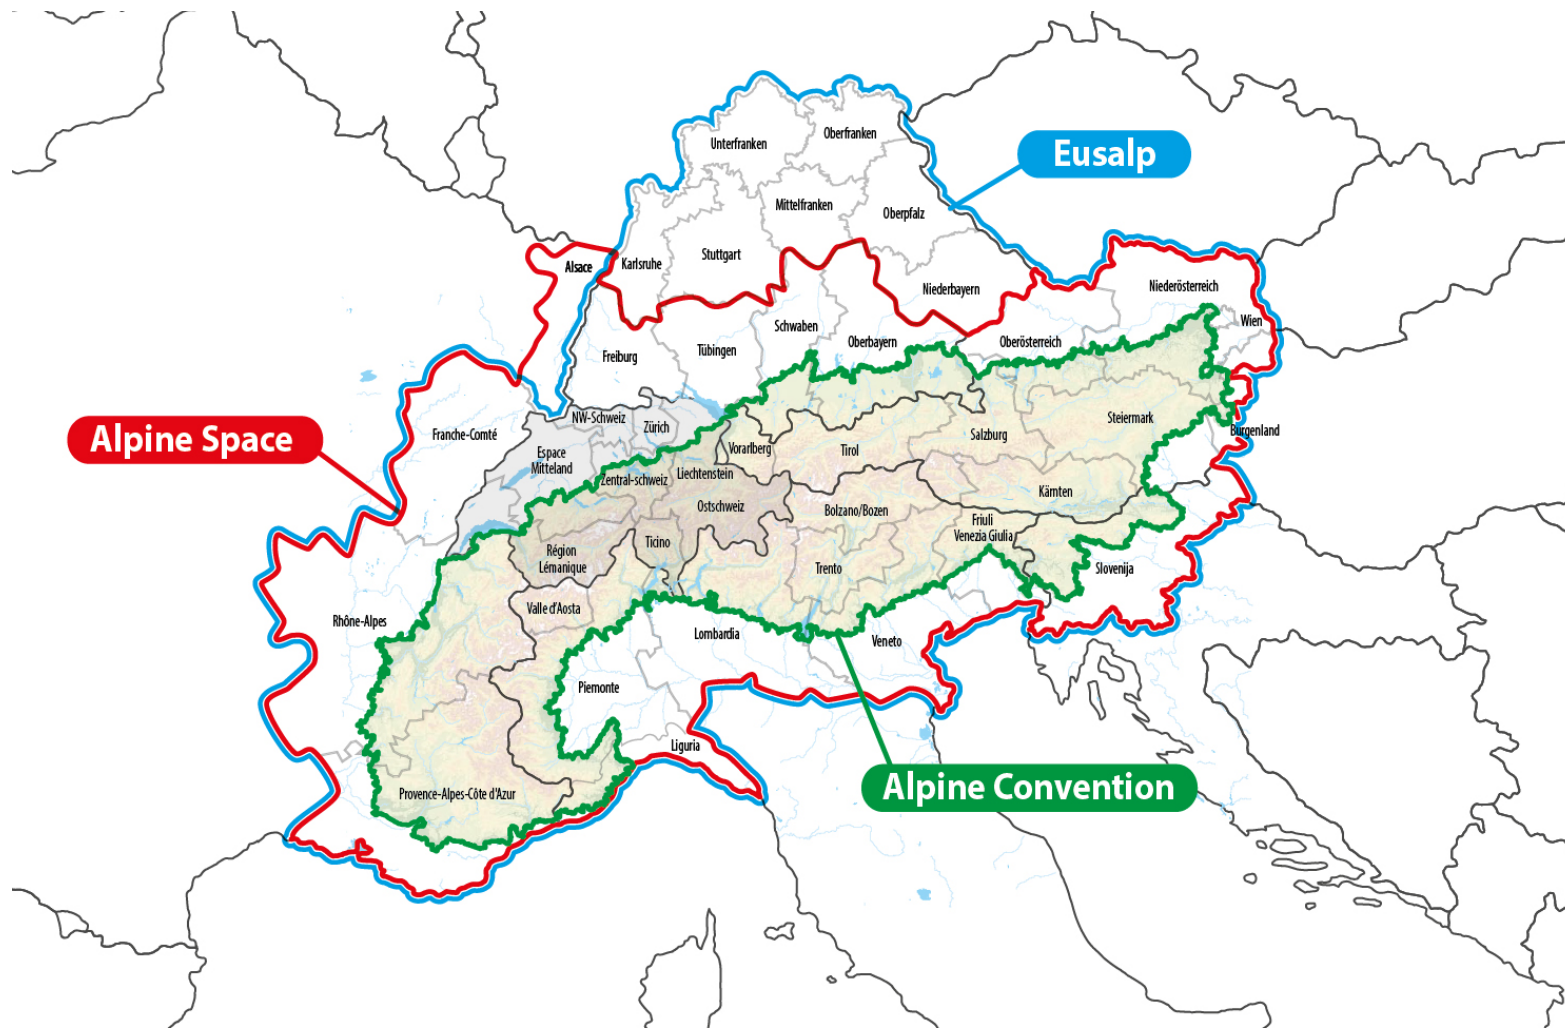 Unterfranken
Oberfranken
Eusalp
Mittelfranken
Oberpfalz
Stuttgart
Karlsruhe
Alsace
Niederbayern
Niederösterreich
Wien
Schwaben
Oberbayern
Oberösterreich
Freiburg
Tübingen
NW-Schweiz
Zürich
Steiermark
Burgenland
Alpine Space
Franche-Comté
Espace
Mitteland
Vorarlberg
Tirol
Salzburg
Zentral-schweiz
Liechtenstein
Ostschweiz
Kärnten
Bolzano/Bozen
Friuli
Venezia Giulia
Ticino
Région
Lémanique
Trento
Slovenija
Valle d'Aosta
Rhône-Alpes
Lombardia
Veneto
Piemonte
Liguria
Provence-Alpes-Côte d'Azur
Alpine Convention